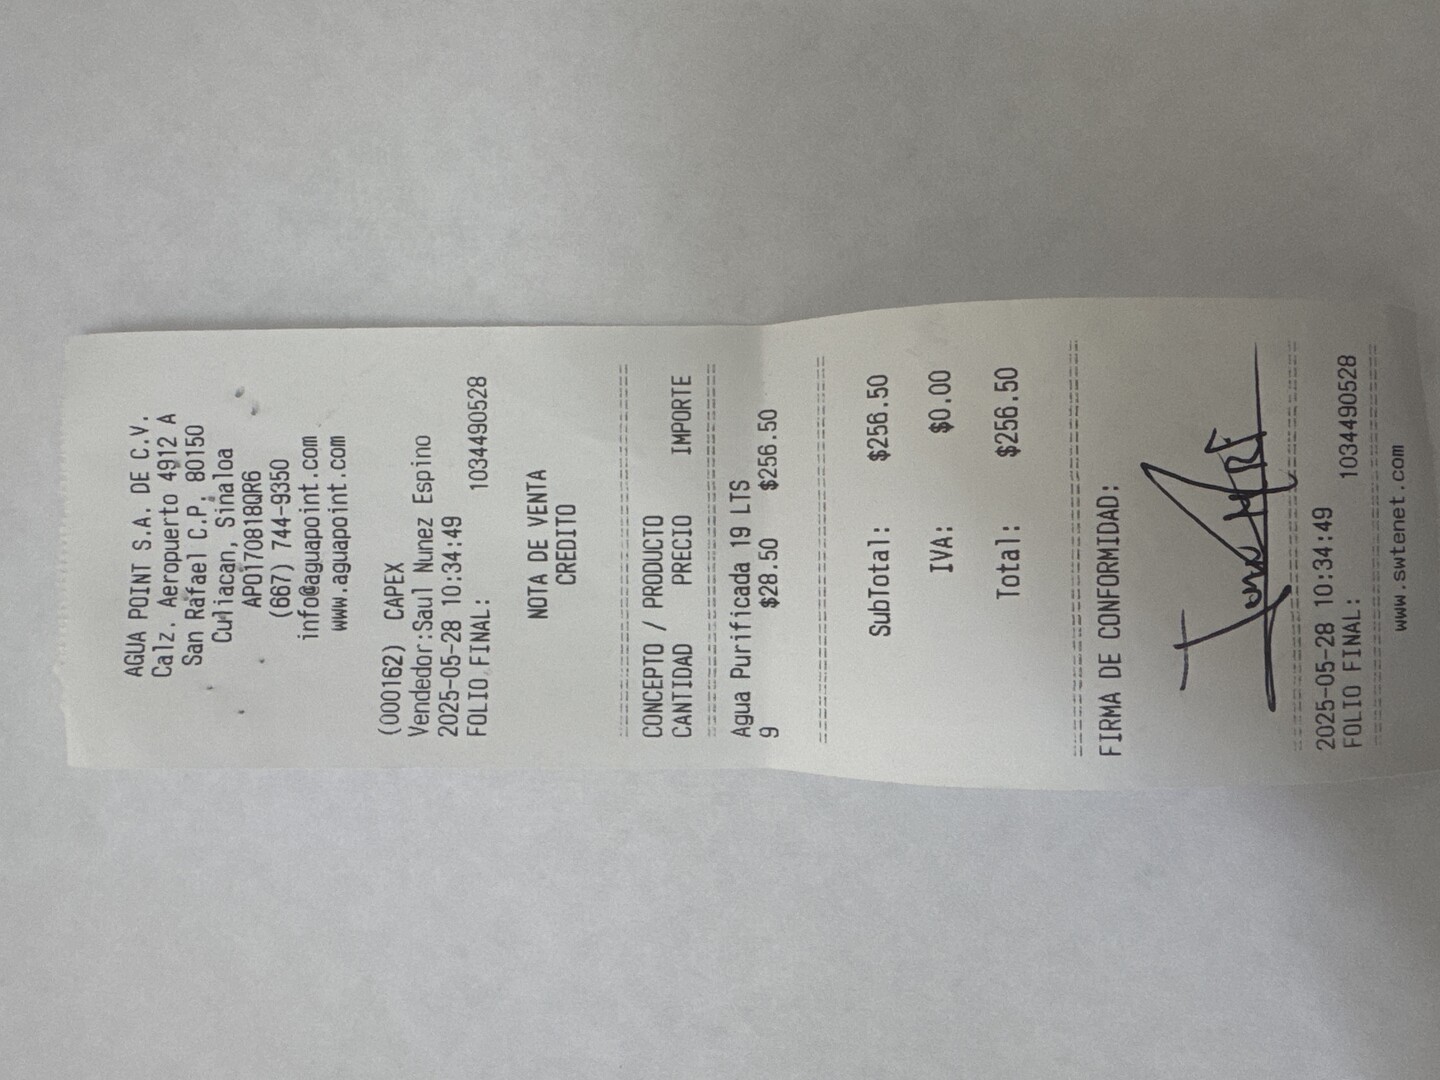 AGUA POINT S.A. DE C.V.
Calz. Aeropuerto 4912 A
San Rafael C.P. 80150
Culiacan, Sinaloa
APO170818QR6
(667) 744-9350
info@aguapoint.com
www.aguapoint.com
(000162) CAPEX
Vendedor:Saul Nunez Espino
2025-05-28 10:34:49
FOLIO FINAL: 1034490528
NOTA DE VENTA
CREDITO
CONCEPTO / PRODUCTO
CANTIDAD PRECIO IMPORTE
Agua Purificada 19 LTS
9 $28.50 $256.50
SubTotal: $256.50
IVA: $0.00
Total: $256.50
FIRMA DE CONFORMIDAD:
2025-05-28 10:34:49
FOLIO FINAL: 1034490528
www.swtenet.com